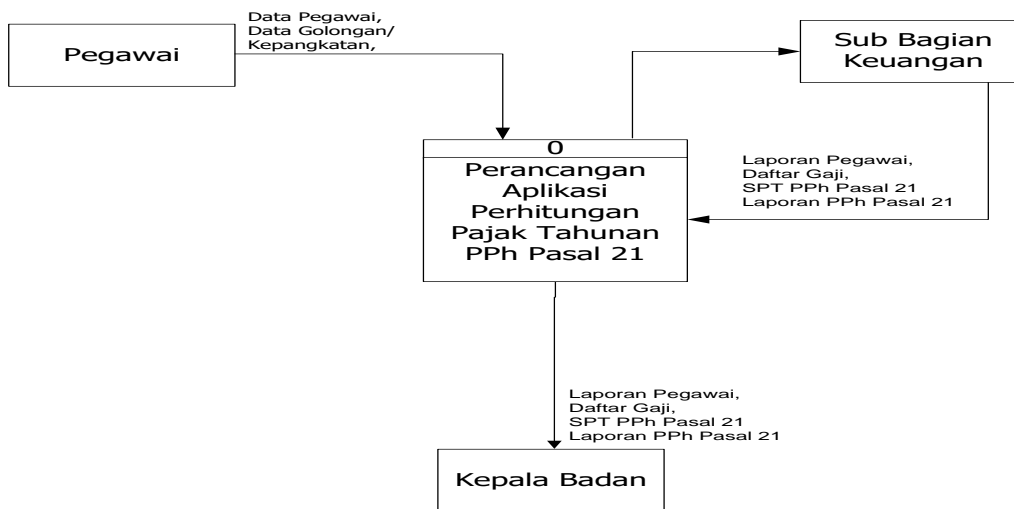 Data Pegawai,
Data Golongan/
Kepangkatan,
Pegawai
Sub Bagian
Keuangan
0
Perancangan
Aplikasi
Perhitungan
Pajak Tahunan
PPh Pasal 21
Laporan Pegawai,
Daftar Gaji,
SPT PPh Pasal 21
Laporan PPh Pasal 21
Laporan Pegawai,
Daftar Gaji,
SPT PPh Pasal 21
Laporan PPh Pasal 21
Kepala Badan